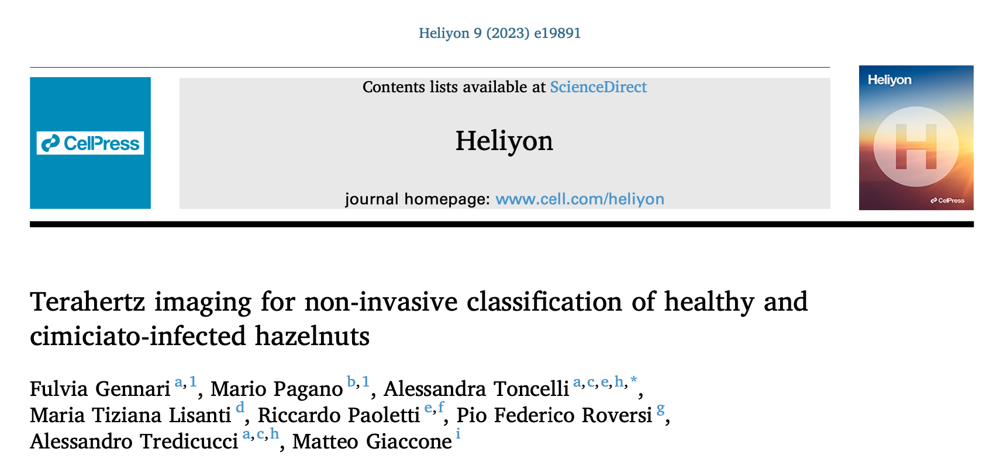 Heliyon 9 (2023) e19891
CellPress
Contents lists available at ScienceDirect
Heliyon
journal homepage: www.cell.com/heliyon
Heliyon
H
CellPress
Terahertz imaging for non-invasive classification of healthy and
cimiciato-infected hazelnuts
Fulvia Gennari a,1, Mario Pagano b,1, Alessandra Toncelli a,c,e,h,*,
Maria Tiziana Lisanti d, Riccardo Paoletti e,f, Pio Federico Roversi g,
Alessandro Tredicucci a,c,h, Matteo Giaccone i